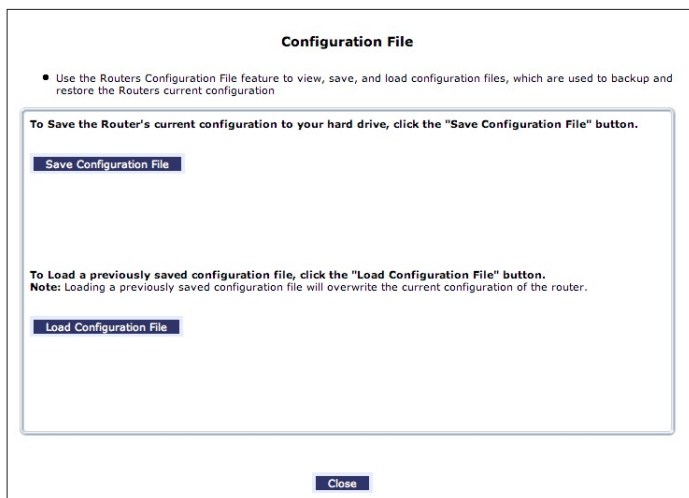 Configuration File
Use the Routers Configuration File feature to view, save, and load configuration files, which are used to backup and
restore the Routers current configuration
To Save the Router's current configuration to your hard drive, click the "Save Configuration File" button.
Save Configuration File
To Load a previously saved configuration file, click the "Load Configuration File" button.
Note: Loading a previously saved configuration file will overwrite the current configuration of the router.
Load Configuration File
Close